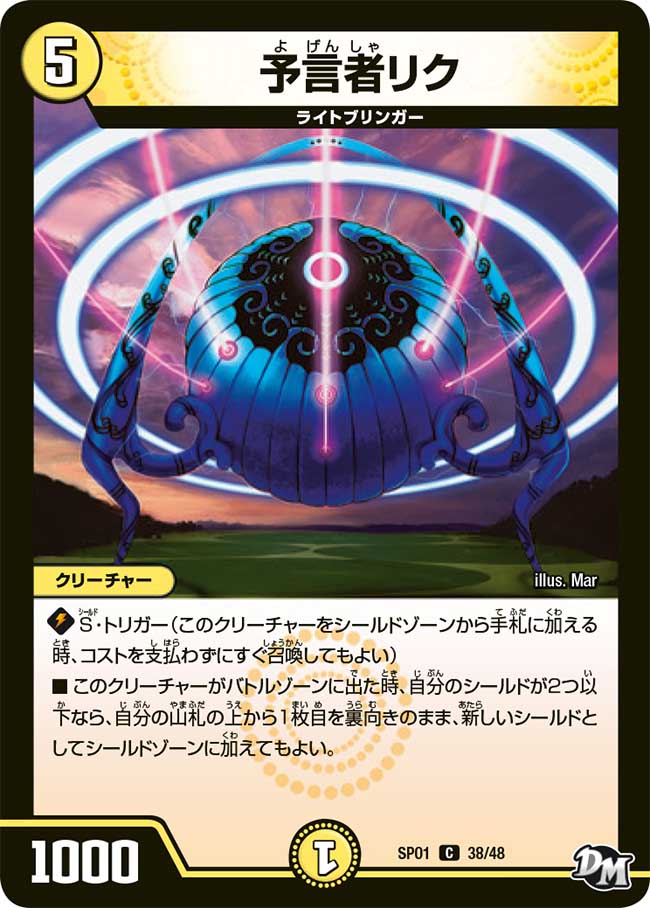 5
予言者リク
よげんしゃ
ライトブリンガー
クリーチャー
illus. Mar
S・トリガー(このクリーチャーをシールドゾーンから手札に加える
時、コストを支払わずにすぐ召喚してもよい)
■ このクリーチャーがバトルゾーンに出た時、自分のシールドが2つ以
下なら、自分の山札の上から1枚目を裏向きのまま、新しいシールドと
してシールドゾーンに加えてもよい。
1000
1
SP01 C 38/48
DM